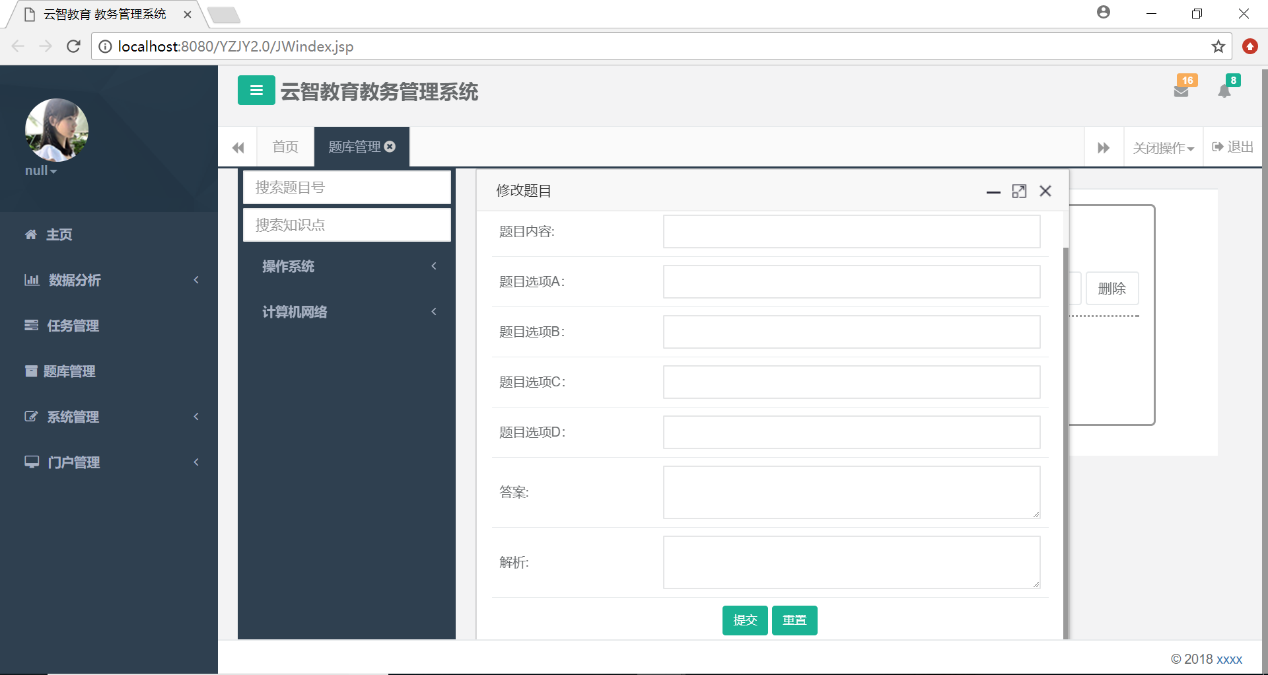 云智教育 教务管理系统
localhost:8080/YZJY2.0/JWindex.jsp
云智教育教务管理系统
16
8
null
首页
题库管理
关闭操作
退出
主页
数据分析
任务管理
题库管理
系统管理
门户管理
搜索题目号
搜索知识点
操作系统
计算机网络
修改题目
题目内容:
题目选项A:
题目选项B:
题目选项C:
题目选项D:
答案:
解析:
提交 重置
删除
© 2018 xxxx